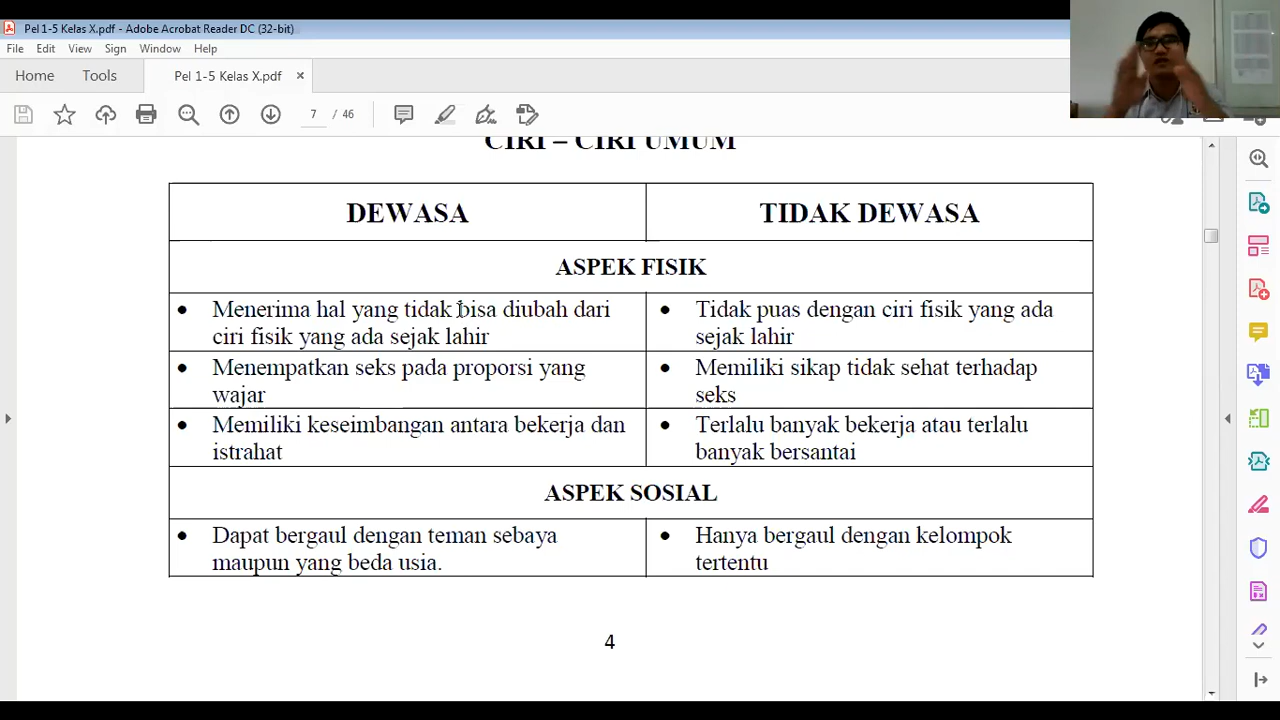 Pel 1-5 Kelas X.pdf - Adobe Acrobat Reader DC (32-bit)
File Edit View Sign Window Help
Home Tools Pel 1-5 Kelas X.pdf ×
7 / 46
CIRI – CIRI UMUM
DEWASA TIDAK DEWASA
ASPEK FISIK
• Menerima hal yang tidak bisa diubah dari
ciri fisik yang ada sejak lahir
• Tidak puas dengan ciri fisik yang ada
sejak lahir
• Menempatkan seks pada proporsi yang
wajar
• Memiliki sikap tidak sehat terhadap
seks
• Memiliki keseimbangan antara bekerja dan
istrahat
• Terlalu banyak bekerja atau terlalu
banyak bersantai
ASPEK SOSIAL
• Dapat bergaul dengan teman sebaya
maupun yang beda usia.
• Hanya bergaul dengan kelompok
tertentu
4